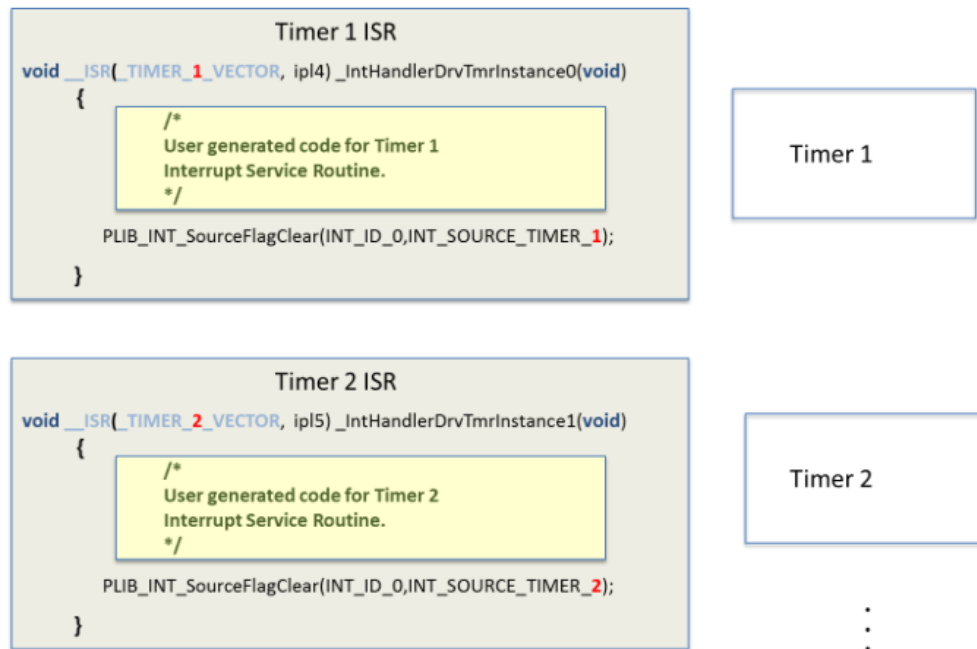 Timer 1 ISR
void __ISR(_TIMER_1_VECTOR, ipl4) _IntHandlerDrvTmrInstance0(void)
{
/*
User generated code for Timer 1
Interrupt Service Routine.
*/
PLIB_INT_SourceFlagClear(INT_ID_0,INT_SOURCE_TIMER_1);
}
Timer 1
Timer 2 ISR
void __ISR(_TIMER_2_VECTOR, ipl5) _IntHandlerDrvTmrInstance1(void)
{
/*
User generated code for Timer 2
Interrupt Service Routine.
*/
PLIB_INT_SourceFlagClear(INT_ID_0,INT_SOURCE_TIMER_2);
}
Timer 2